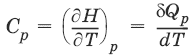 C_p = (∂H/∂T)_p = δQ_p/dT